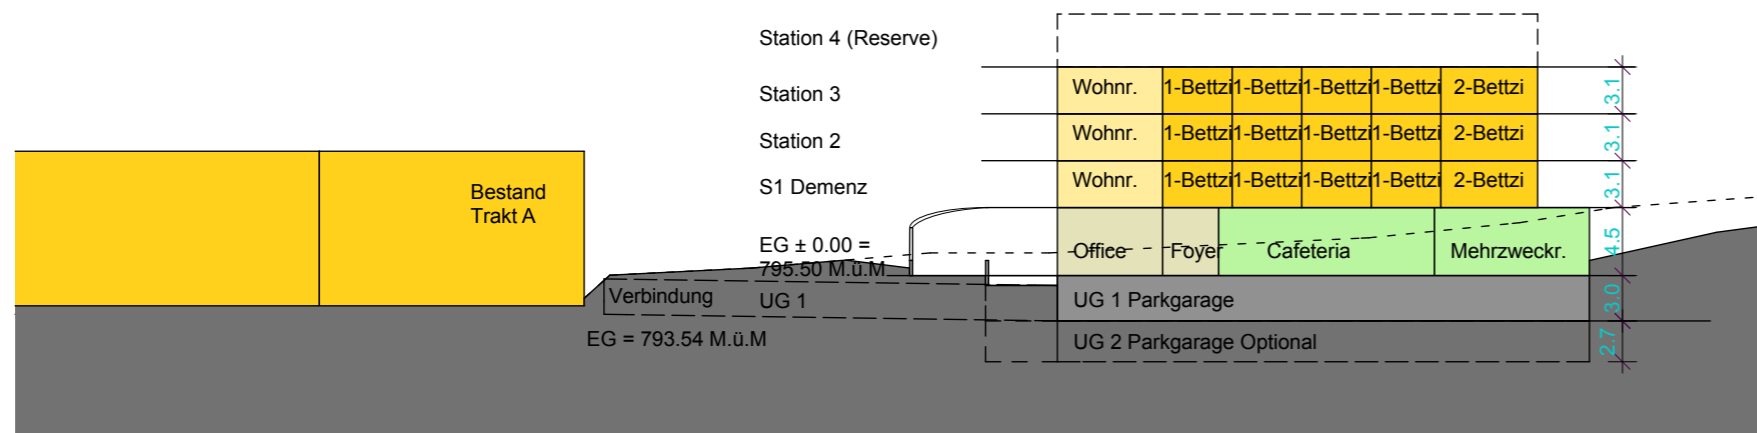 Station 4 (Reserve)
Station 3
Wohnr. 1-Bettzi 1-Bettzi 1-Bettzi 1-Bettzi 2-Bettzi 3.1
Station 2
Wohnr. 1-Bettzi 1-Bettzi 1-Bettzi 1-Bettzi 2-Bettzi 3.1
S1 Demenz
Wohnr. 1-Bettzi 1-Bettzi 1-Bettzi 1-Bettzi 2-Bettzi 3.1
Bestand
Trakt A
EG ± 0.00 =
795.50 M.ü.M
Office Foyer Cafeteria Mehrzweckr. 4.5
Verbindung UG 1 UG 1 Parkgarage 3.0
EG = 793.54 M.ü.M UG 2 Parkgarage Optional 2.7